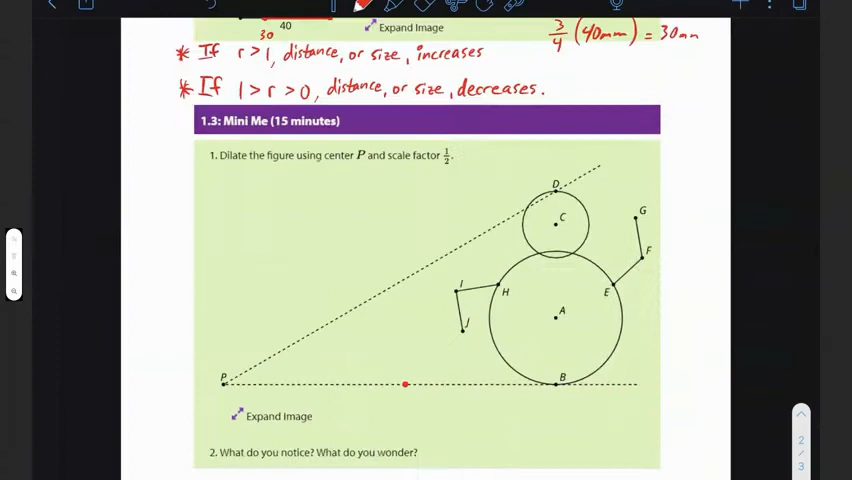 40
30
Expand Image
3/4 (40mm) = 30mm
* If r > 1, distance, or size, increases
* If 1 > r > 0, distance, or size, decreases.
1.3: Mini Me (15 minutes)
1. Dilate the figure using center P and scale factor 1/2.
D
G
C
F
I
H
E
A
J
P
B
Expand Image
2. What do you notice? What do you wonder?
2
/
3